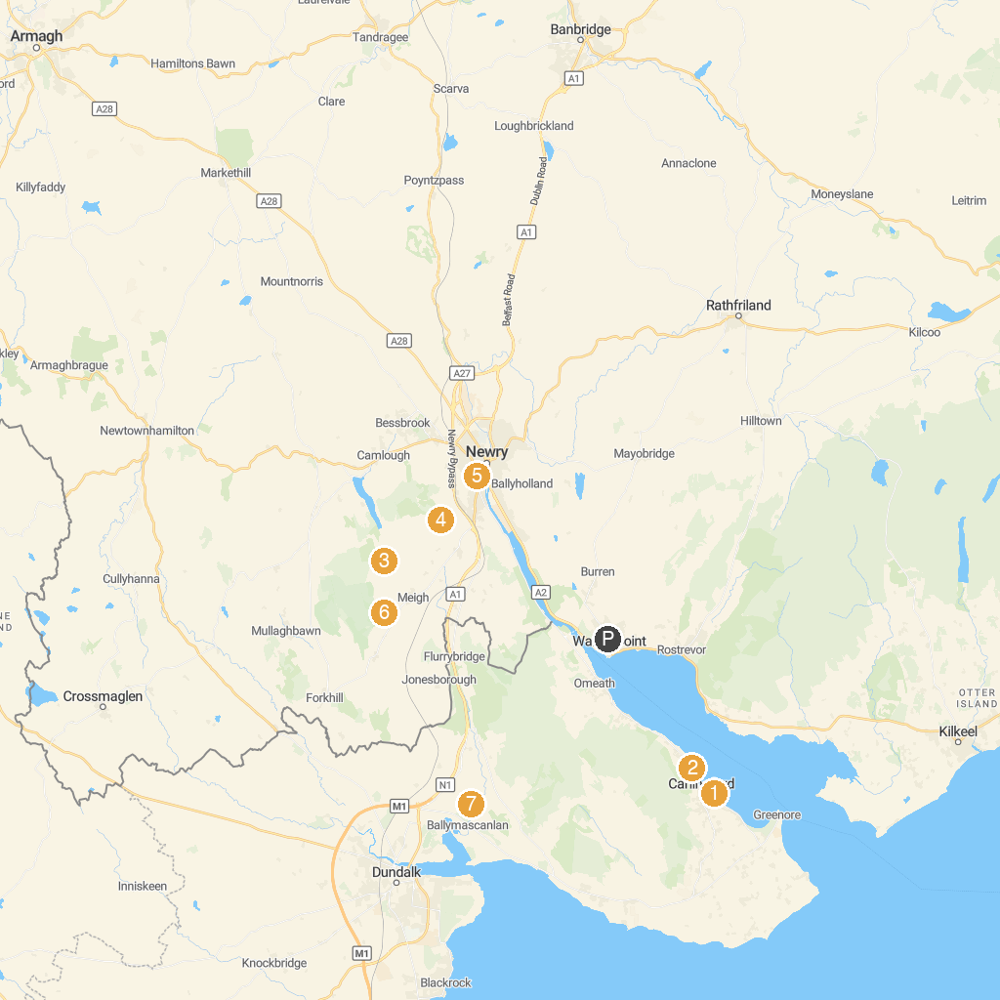 Laurelvale
Armagh
Tandragee
Banbridge
Hamiltons Bawn
A1
Scarva
Clare
A28
Loughbrickland
Annaclone
Markethill
Poyntzpass
Dublin Road
Killyfaddy
Moneyslane
Leitrim
A28
A1
Mountnorris
Belfast Road
Rathfriland
Kilcoo
A28
Armaghbrague
A27
Bessbrook
Hilltown
Newtownhamilton
Newry Bypass
Camlough
Newry
Mayobridge
5
Ballyholland
4
3
Burren
Cullyhanna
A1
A2
Meigh
6
Mullaghbawn
P
Rostrevor
Flurrybridge
Jonesborough
Omeath
Crossmaglen
Forkhill
OTTER
ISLAND
Kilkeel
2
N1
1
M1
7
Greenore
Ballymascanlan
Dundalk
Inniskeen
M1
Knockbridge
Blackrock